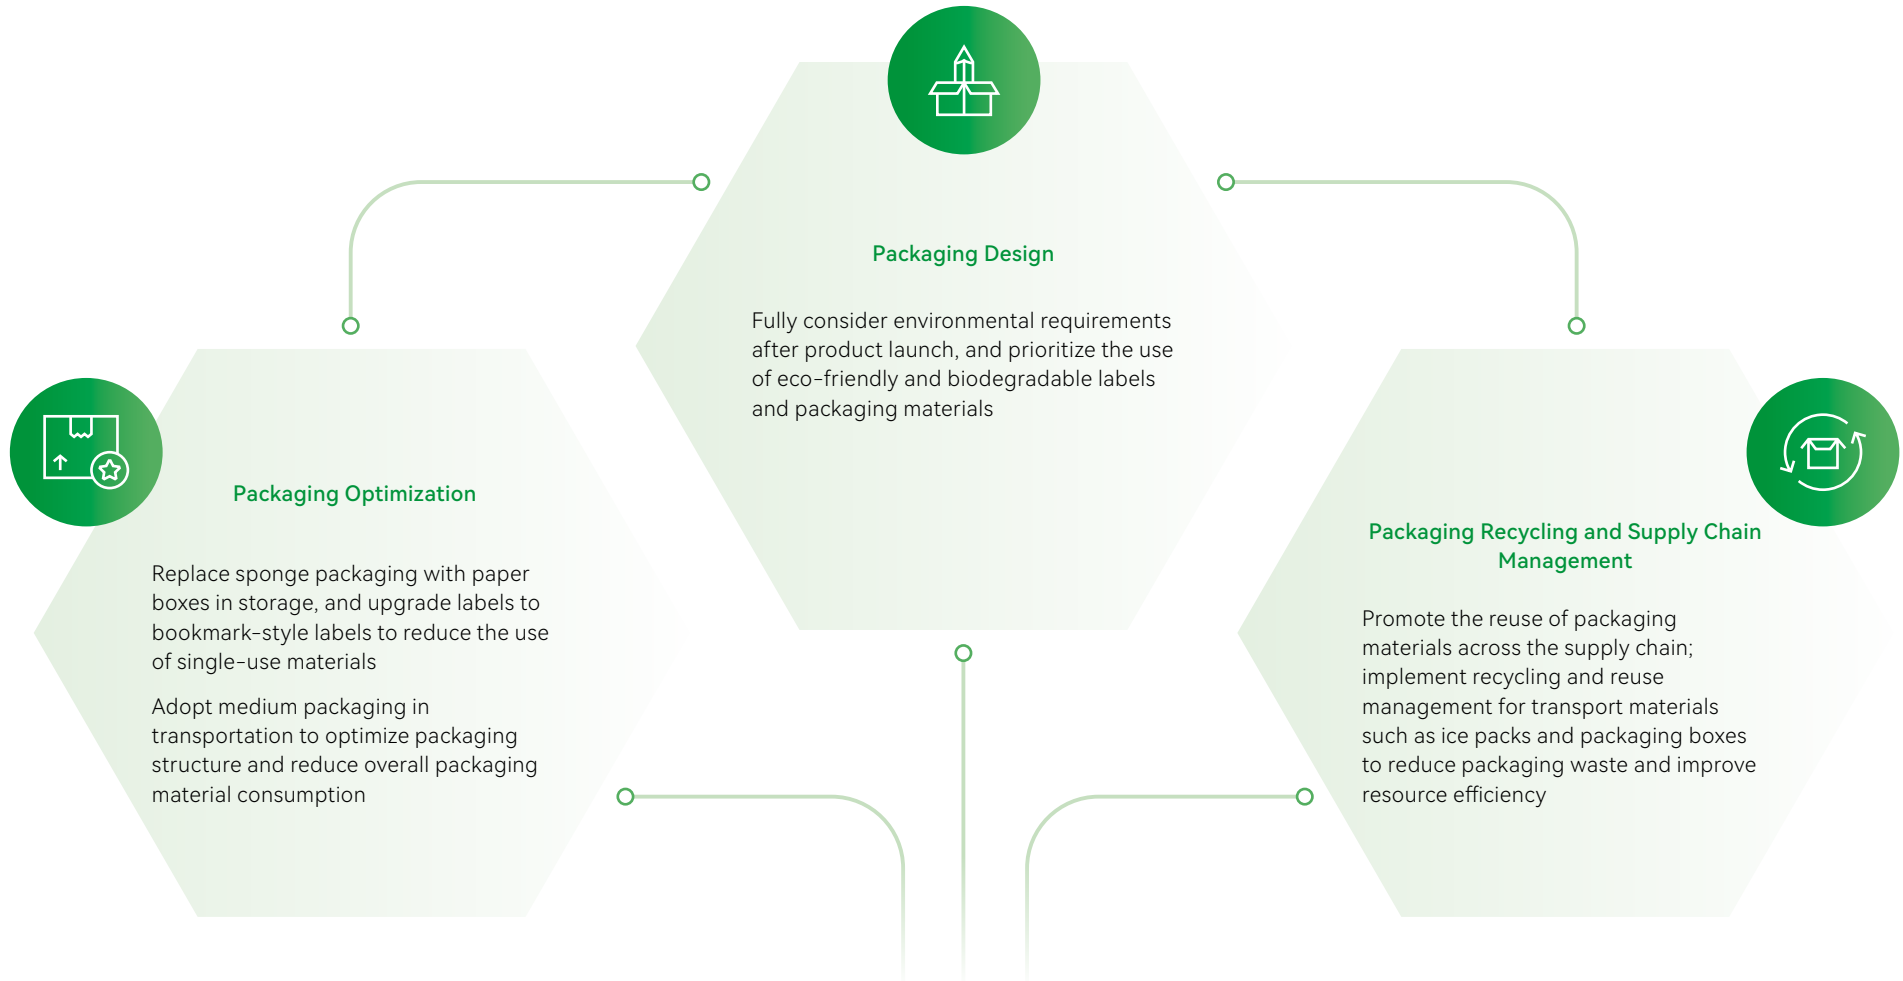 Packaging Design
Fully consider environmental requirements
after product launch, and prioritize the use
of eco-friendly and biodegradable labels
and packaging materials
Packaging Optimization
Replace sponge packaging with paper
boxes in storage, and upgrade labels to
bookmark-style labels to reduce the use
of single-use materials
Adopt medium packaging in
transportation to optimize packaging
structure and reduce overall packaging
material consumption
Packaging Recycling and Supply Chain
Management
Promote the reuse of packaging
materials across the supply chain;
implement recycling and reuse
management for transport materials
such as ice packs and packaging boxes
to reduce packaging waste and improve
resource efficiency